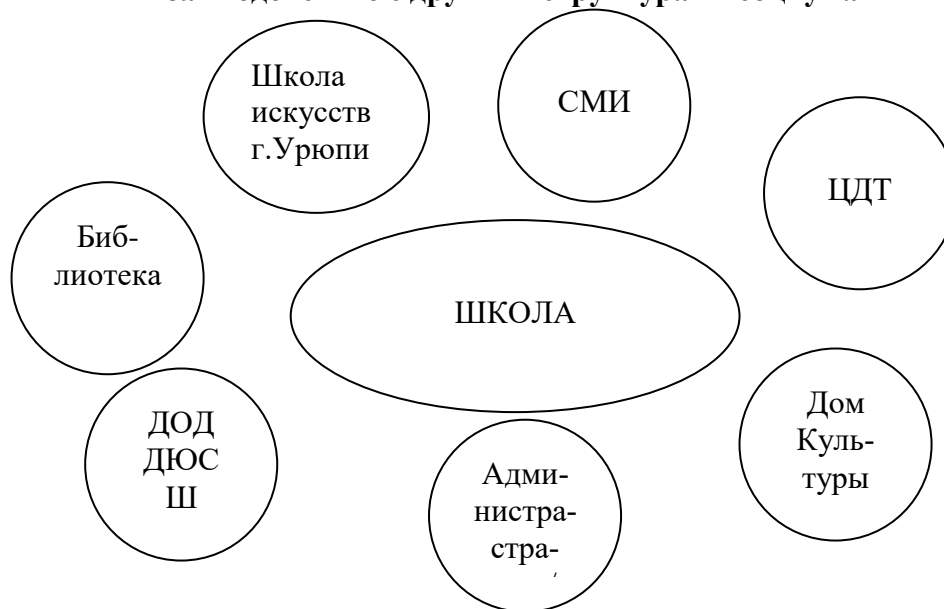 Школа
искусств
г.Урюпи
СМИ
ЦДТ
Биб-
лиотека
ШКОЛА
Дом
Куль-
туры
ДОД
ДЮС
Ш
Адми-
нистра-
стра-